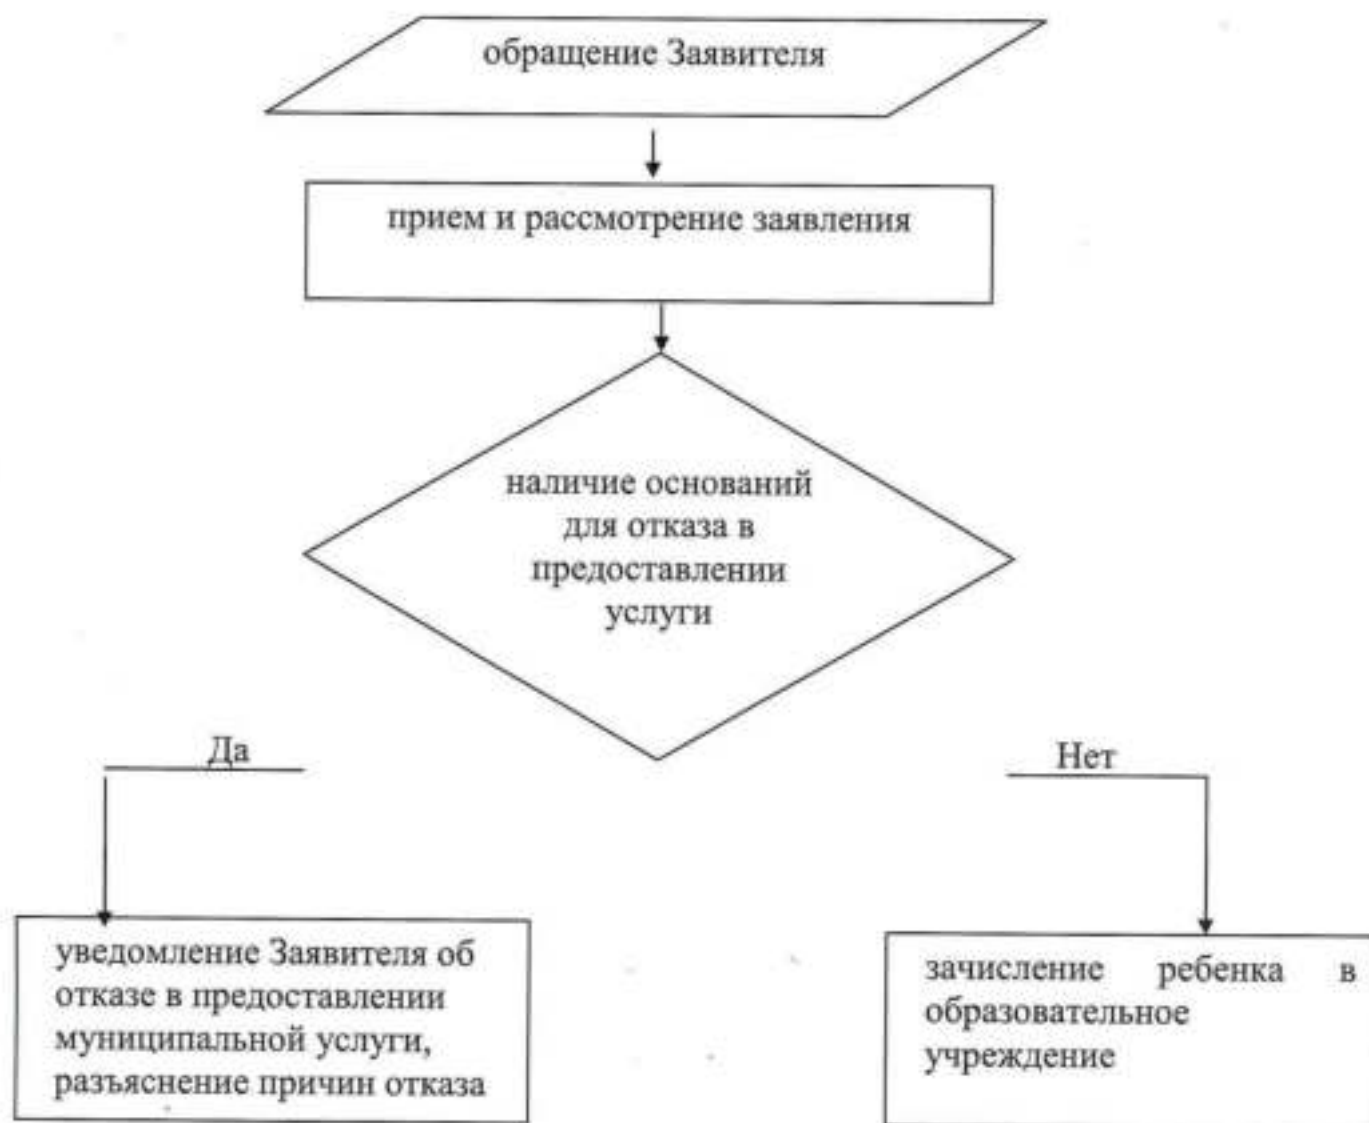 обращение Заявителя
прием и рассмотрение заявления
наличие оснований
для отказа в
предоставлении
услуги
Да
Нет
уведомление Заявителя об
отказе в предоставлении
муниципальной услуги,
разъяснение причин отказа
зачисление ребенка в
образовательное
учреждение